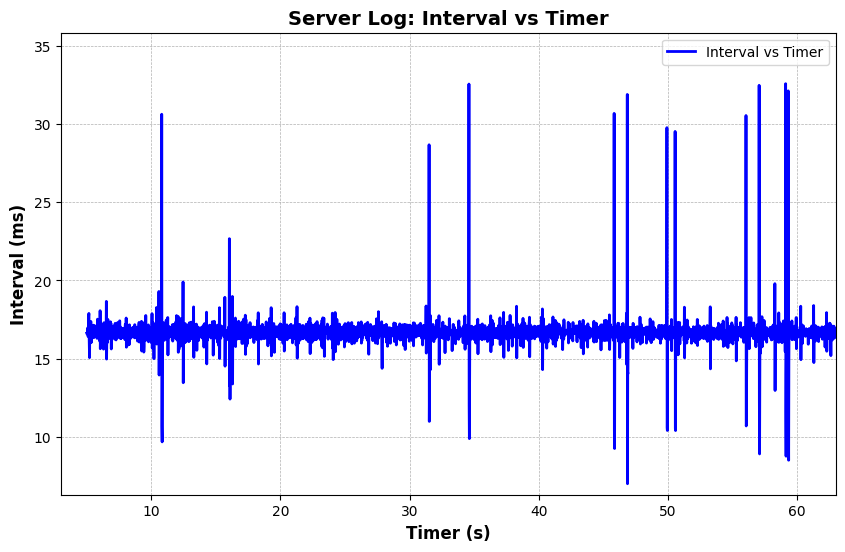 Server Log: Interval vs Timer
Interval vs Timer
35
30
25
20
15
10
Interval (ms)
10 20 30 40 50 60
Timer (s)